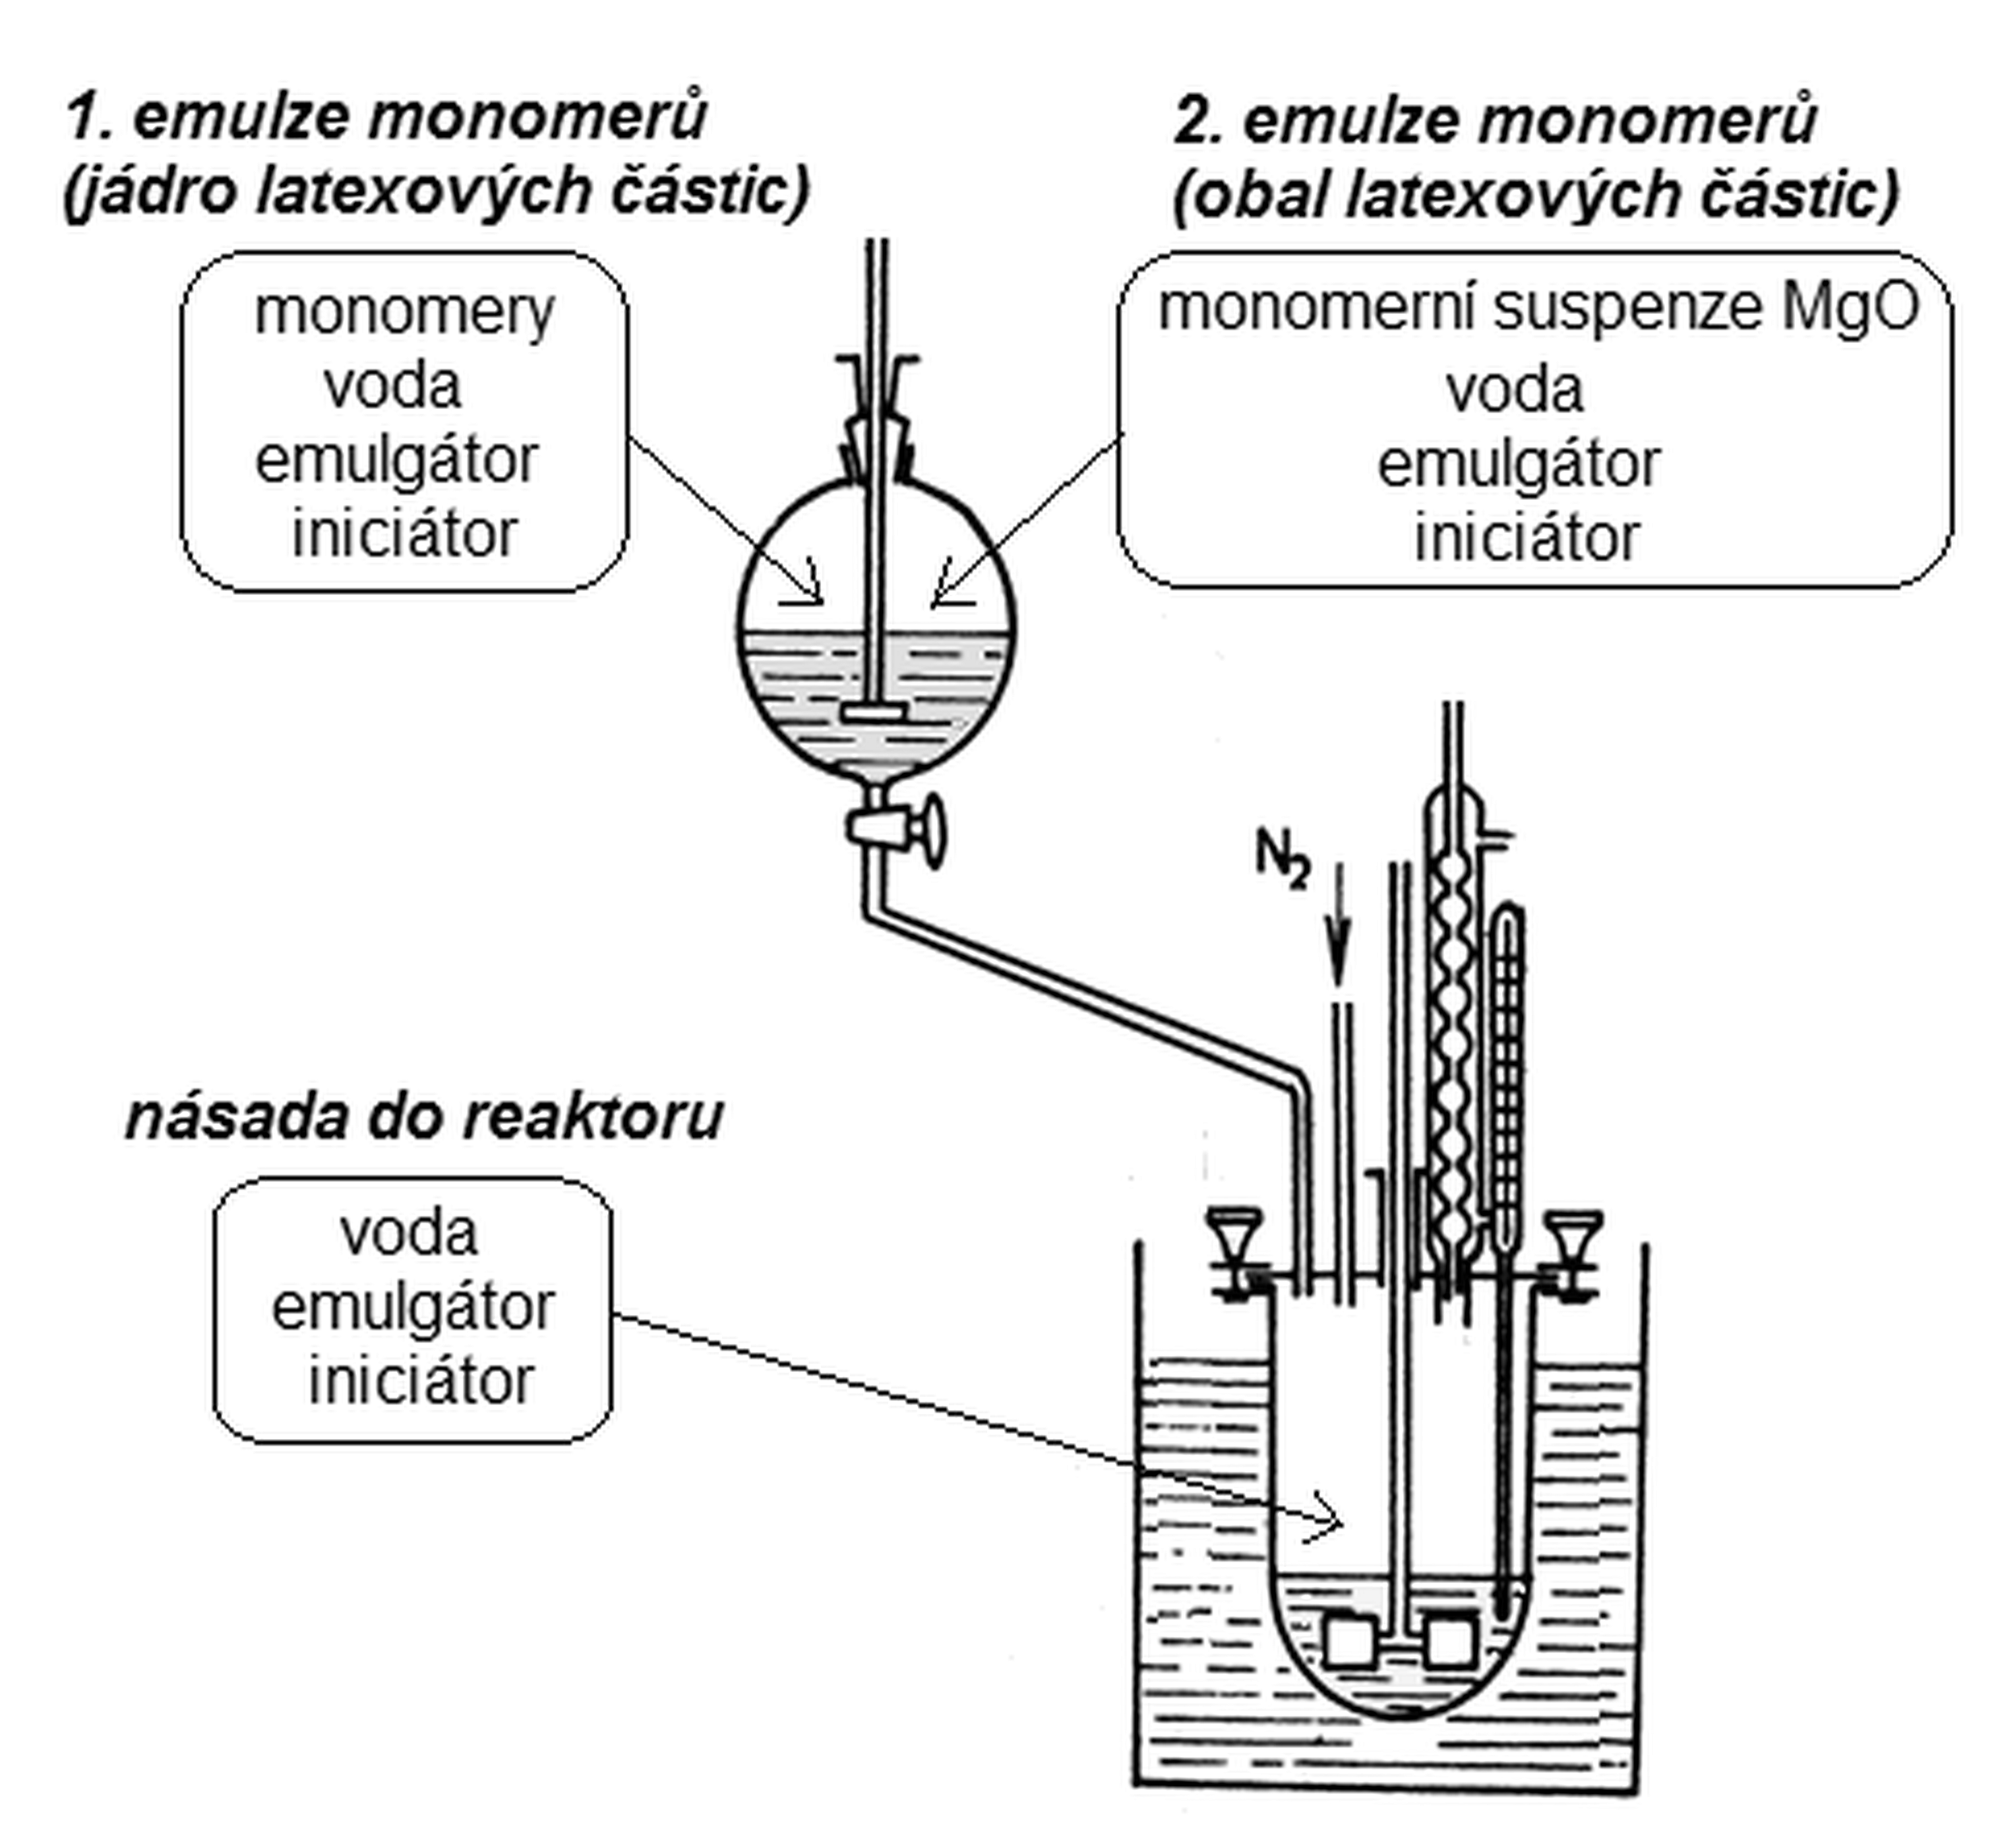 1. emulze monomerů
(jádro latexových částic)
monomery
voda
emulgátor
iniciátor
2. emulze monomerů
(obal latexových částic)
monomerní suspenze MgO
voda
emulgátor
iniciátor
N₂
násada do reaktoru
voda
emulgátor
iniciátor